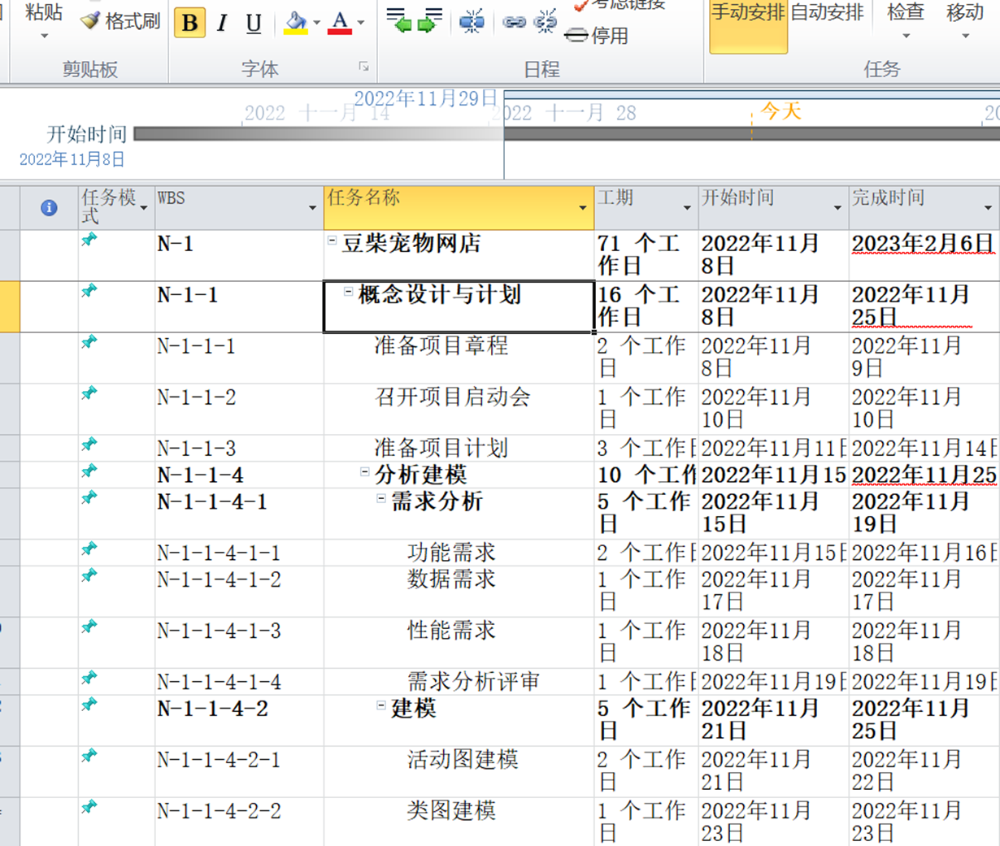 粘贴
格式刷
B I U
A
考虑链接
停用
手动安排
自动安排
检查
移动
剪贴板
字体
日程
任务
2022年11月29日
2022 十一月 14
2022 十一月 28
今天
开始时间
2022年11月8日
任务模式 WBS 任务名称 工期 开始时间 完成时间
N-1 豆柴宠物网店 71 个工作日 2022年11月8日 2023年2月6日
N-1-1 概念设计与计划 16 个工作日 2022年11月8日 2022年11月25日
N-1-1-1 准备项目章程 2 个工作日 2022年11月8日 2022年11月9日
N-1-1-2 召开项目启动会 1 个工作日 2022年11月10日 2022年11月10日
N-1-1-3 准备项目计划 3 个工作日 2022年11月11日 2022年11月14日
N-1-1-4 分析建模 10 个工作 2022年11月15 2022年11月25
N-1-1-4-1 需求分析 5 个工作日 2022年11月15日 2022年11月19日
N-1-1-4-1-1 功能需求 2 个工作日 2022年11月15日 2022年11月16日
N-1-1-4-1-2 数据需求 1 个工作日 2022年11月17日 2022年11月17日
N-1-1-4-1-3 性能需求 1 个工作日 2022年11月18日 2022年11月18日
N-1-1-4-1-4 需求分析评审 1 个工作日 2022年11月19日 2022年11月19日
N-1-1-4-2 建模 5 个工作日 2022年11月21日 2022年11月25日
N-1-1-4-2-1 活动图建模 2 个工作日 2022年11月21日 2022年11月22日
N-1-1-4-2-2 类图建模 1 个工作日 2022年11月23日 2022年11月23日